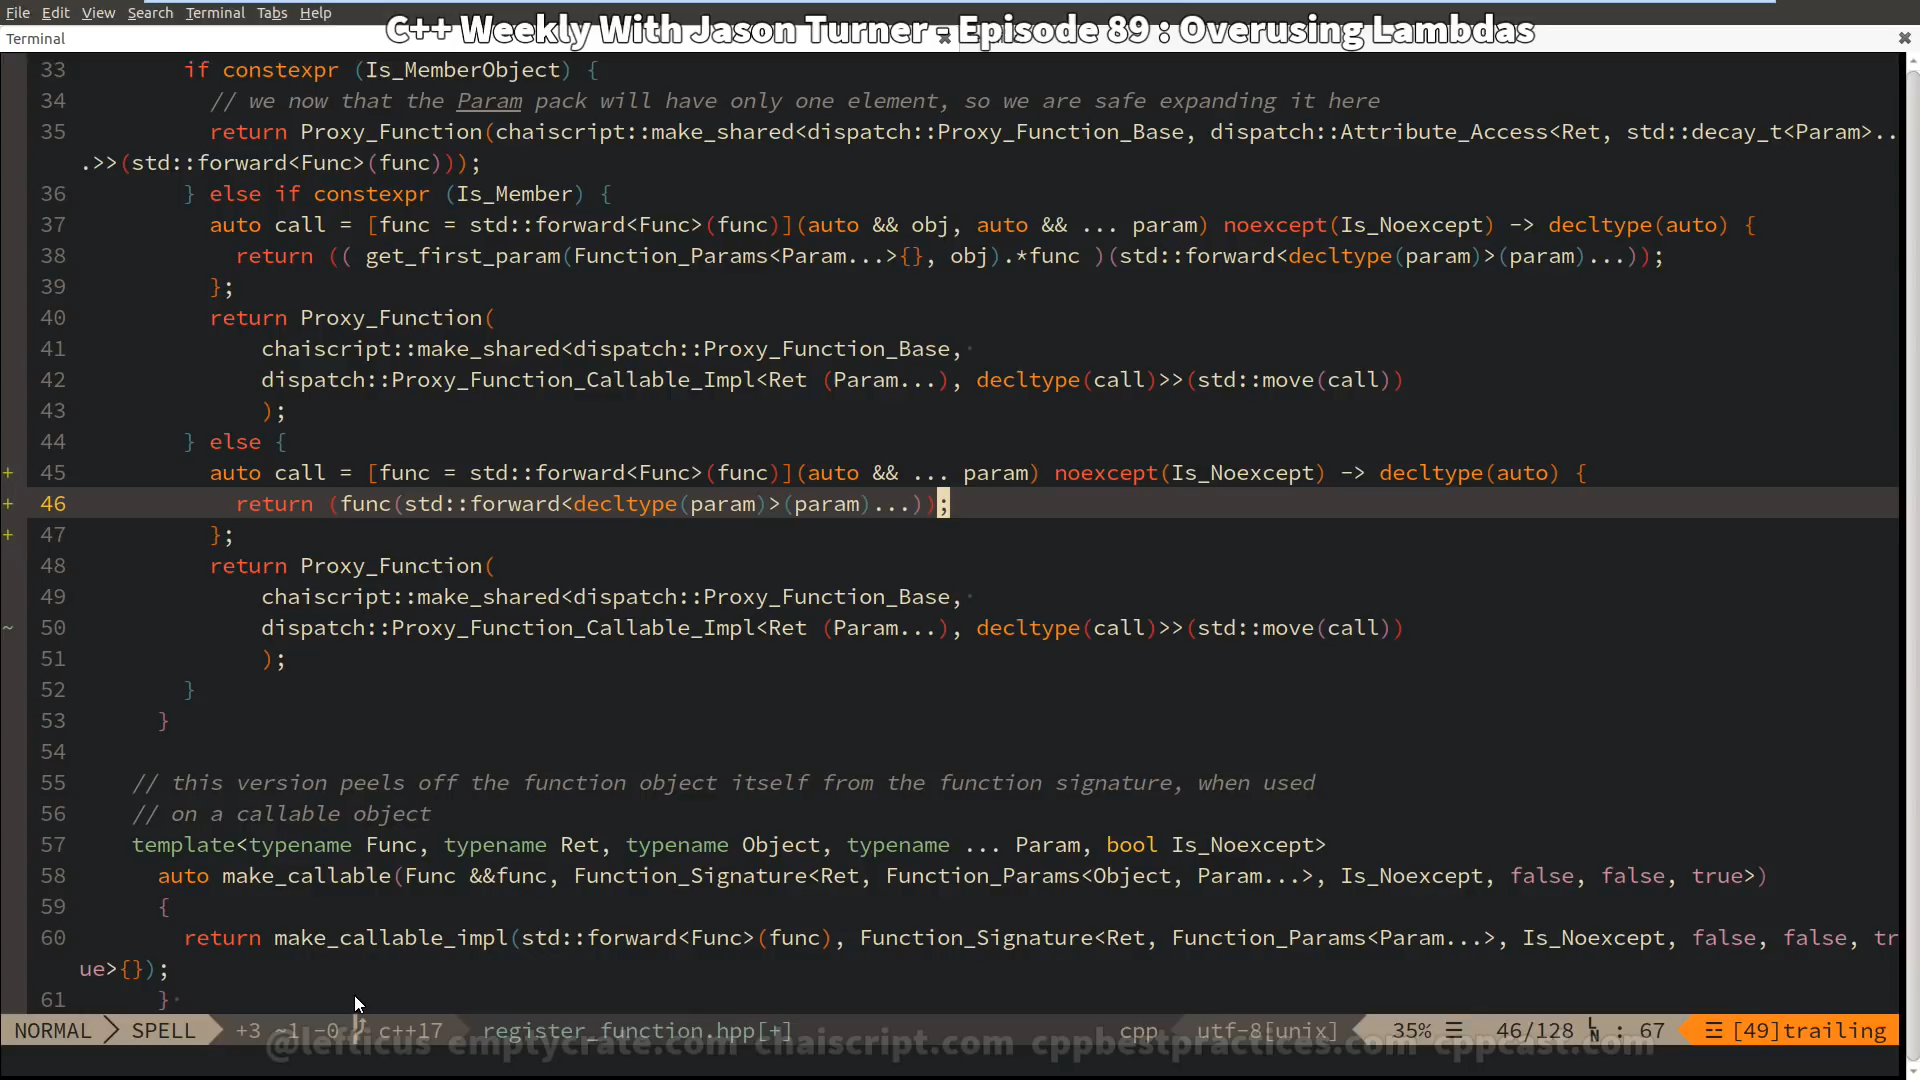 File Edit View Search Terminal Tabs Help
C++ Weekly With Jason Turner - Episode 89 : Overusing Lambdas
Terminal
33 if constexpr (Is_MemberObject) {
34 // we now that the Param pack will have only one element, so we are safe expanding it here
35 return Proxy_Function(chaiscript::make_shared<dispatch::Proxy_Function_Base, dispatch::Attribute_Access<Ret, std::decay_t<Param>..
.>>(std::forward<Func>(func)));
36 } else if constexpr (Is_Member) {
37 auto call = [func = std::forward<Func>(func)](auto && obj, auto && ... param) noexcept(Is_Noexcept) -> decltype(auto) {
38 return (( get_first_param(Function_Params<Param...>{}, obj).*func )(std::forward<decltype(param)>(param)...));
39 };
40 return Proxy_Function(
41 chaiscript::make_shared<dispatch::Proxy_Function_Base,
42 dispatch::Proxy_Function_Callable_Impl<Ret (Param...), decltype(call)>>(std::move(call))
43 );
44 } else {
+ 45 auto call = [func = std::forward<Func>(func)](auto && ... param) noexcept(Is_Noexcept) -> decltype(auto) {
+ 46 return (func(std::forward<decltype(param)>(param)...));
+ 47 };
48 return Proxy_Function(
49 chaiscript::make_shared<dispatch::Proxy_Function_Base,
~ 50 dispatch::Proxy_Function_Callable_Impl<Ret (Param...), decltype(call)>>(std::move(call))
51 );
52 }
53 }
54
55 // this version peels off the function object itself from the function signature, when used
56 // on a callable object
57 template<typename Func, typename Ret, typename Object, typename ... Param, bool Is_Noexcept>
58 auto make_callable(Func &&func, Function_Signature<Ret, Function_Params<Object, Param...>, Is_Noexcept, false, false, true>)
59 {
60 return make_callable_impl(std::forward<Func>(func), Function_Signature<Ret, Function_Params<Param...>, Is_Noexcept, false, false, tr
ue>{});
61 }
NORMAL SPELL +3 ~1 -0 c++17 register_function.hpp[+] cpp utf-8[unix] 35% 46/128 : 67 [49]trailing
@lefticus emptycrate.com chaiscript.com cppbestpractices.com cppcast.com